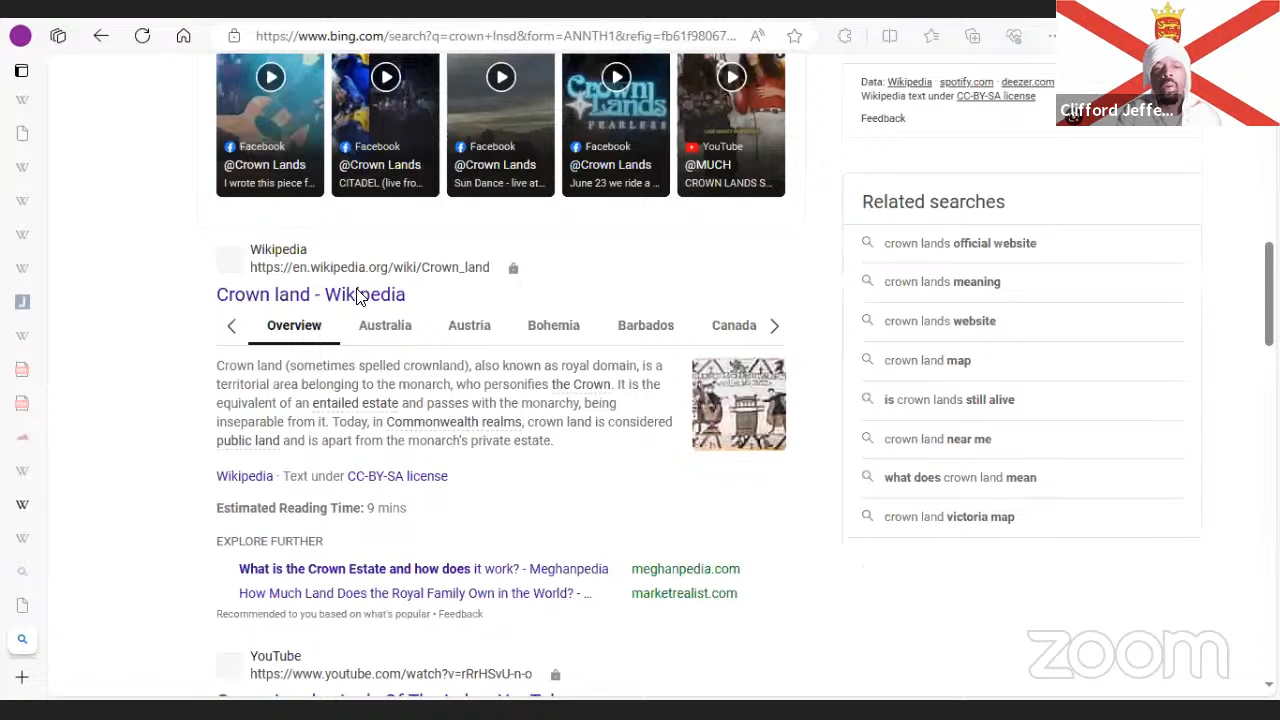 https://www.bing.com/search?q=crown+lnsd&form=ANNTH1&refig=fb61f98067...
Clifford Jeffe...
Crown
Lands
FEARLESS
Facebook
@Crown Lands
I wrote this piece f...
Facebook
@Crown Lands
CITADEL (live fro...
Facebook
@Crown Lands
Sun Dance - live at...
Facebook
@Crown Lands
June 23 we ride a ...
YouTube
@MUCH
CROWN LANDS S...
Data: Wikipedia · spotify.com · deezer.com
Wikipedia text under CC-BY-SA license
Feedback
Wikipedia
https://en.wikipedia.org/wiki/Crown_land
Crown land - Wikipedia
Overview Australia Austria Bohemia Barbados Canada
Crown land (sometimes spelled crownland), also known as royal domain, is a
territorial area belonging to the monarch, who personifies the Crown. It is the
equivalent of an entailed estate and passes with the monarchy, being
inseparable from it. Today, in Commonwealth realms, crown land is considered
public land and is apart from the monarch's private estate.
Wikipedia · Text under CC-BY-SA license
Estimated Reading Time: 9 mins
EXPLORE FURTHER
What is the Crown Estate and how does it work? - Meghanpedia meghanpedia.com
How Much Land Does the Royal Family Own in the World? - ... marketrealist.com
Recommended to you based on what's popular • Feedback
YouTube
https://www.youtube.com/watch?v=rRrHSvU-n-o
Related searches
crown lands official website
crown lands meaning
crown lands website
crown land map
is crown lands still alive
crown land near me
what does crown land mean
crown land victoria map
zoom